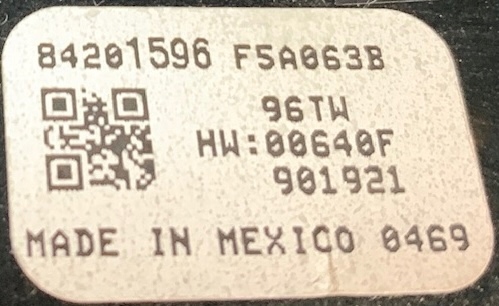 84201596 F5A063B
96TW
HW:00640F
901921
MADE IN MEXICO 0469